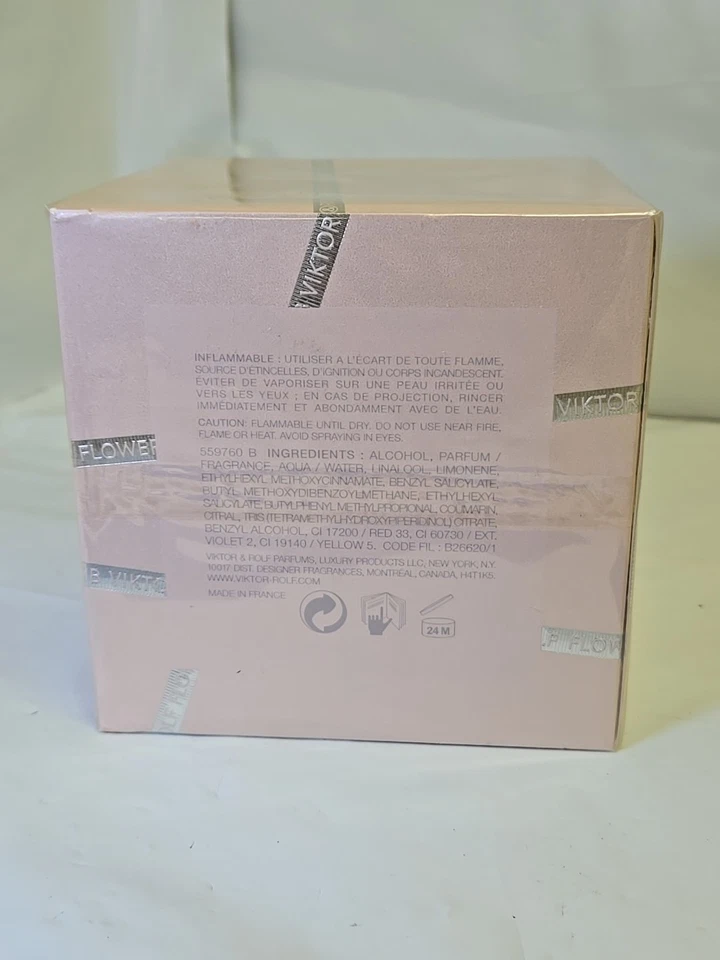 VIKTOR
INFLAMMABLE : UTILISER A L'ÉCART DE TOUTE FLAMME,
SOURCE D'ÉTINCELLES, D'IGNITION OU CORPS INCANDESCENT.
ÉVITER DE VAPORISER SUR UNE PEAU IRRITÉE OU
VERS LES YEUX ; EN CAS DE PROJECTION, RINCER
IMMÉDIATEMENT ET ABONDAMMENT AVEC DE L'EAU.
VIKTOR
CAUTION: FLAMMABLE UNTIL DRY. DO NOT USE NEAR FIRE,
FLAME OR HEAT. AVOID SPRAYING IN EYES.
FLOWER
559760 B INGREDIENTS : ALCOHOL, PARFUM /
FRAGRANCE, AQUA / WATER, LINALOOL, LIMONENE,
ETHYLHEXYL METHOXYCINNAMATE, BENZYL SALICYLATE,
BUTYL METHOXYDIBENZOYLMETHANE, ETHYLHEXYL
SALICYLATE, BUTYLPHENYL METHYLPROPIONAL, COUMARIN,
CITRAL, TRIS (TETRAMETHYLHYDROXYPIPERIDINOL) CITRATE,
BENZYL ALCOHOL, CI 17200 / RED 33, CI 60730 / EXT.
VIOLET 2, CI 19140 / YELLOW 5. CODE FIL : B26620/1
VIKTOR & ROLF PARFUMS, LUXURY PRODUCTS LLC, NEW YORK, N.Y.
10017 DIST. DESIGNER FRAGRANCES, MONTRÉAL, CANADA, H4T1K5.
WWW.VIKTOR-ROLF.COM
B VIKTO
MADE IN FRANCE
24 M
F FLOW